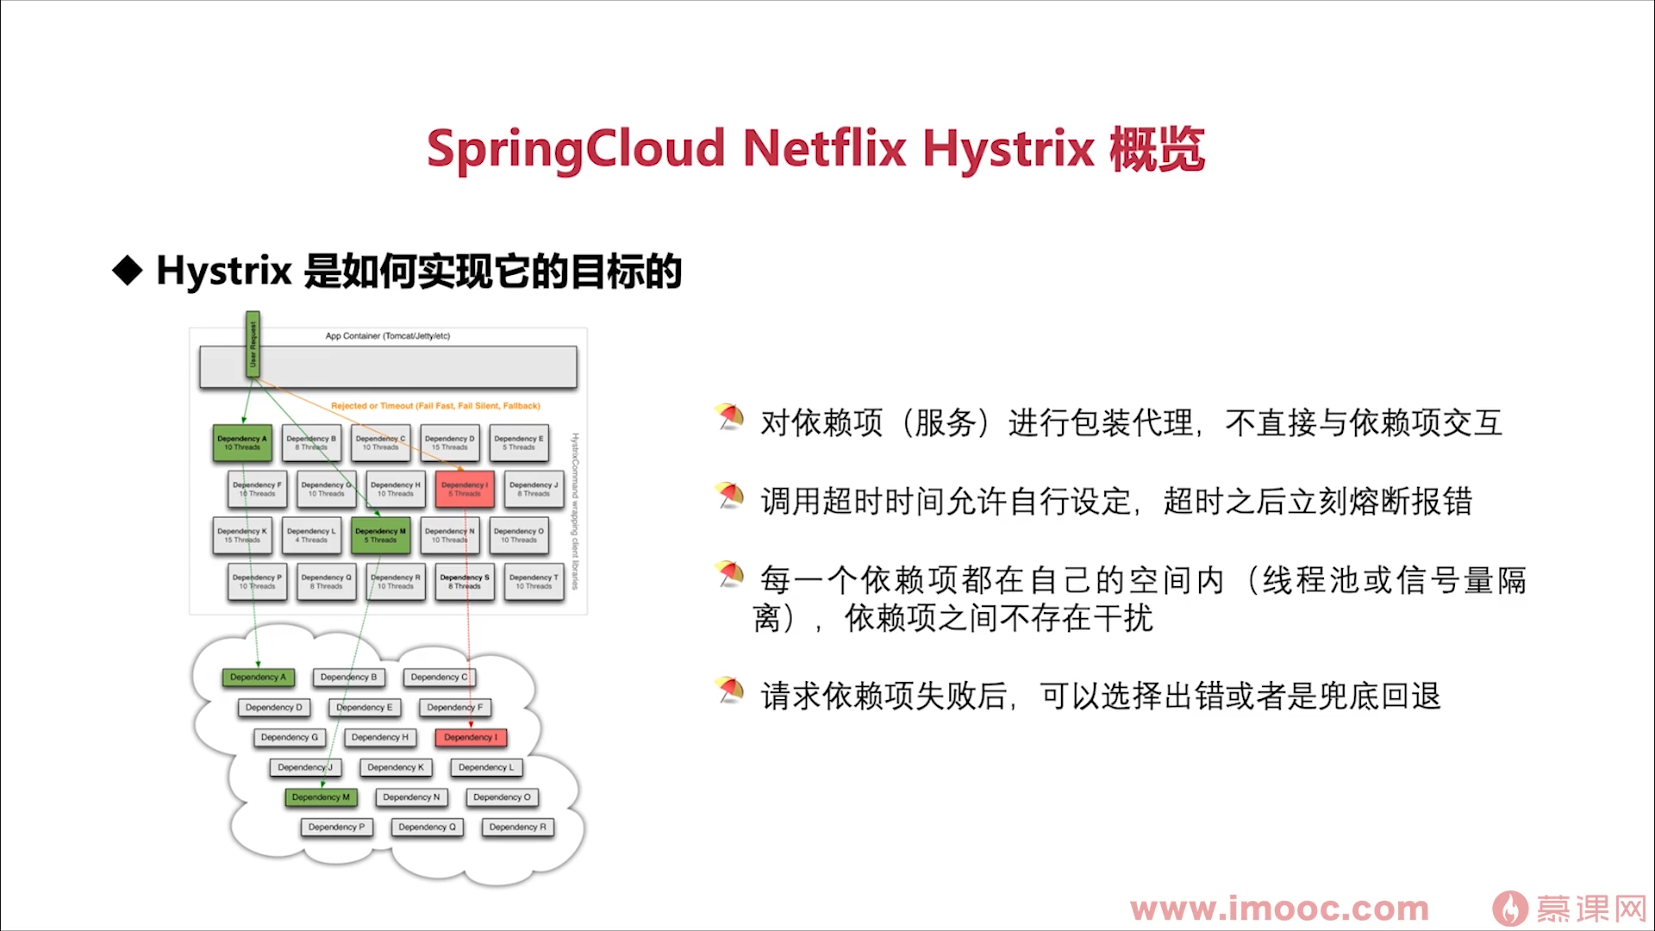 SpringCloud Netflix Hystrix 概览
◆ Hystrix 是如何实现它的目标的
User Request
App Container (Tomcat/Jetty/etc)
Rejected or Timeout (Fail Fast, Fail Silent, Fallback)
Dependency A
10 Threads
Dependency B
8 Threads
Dependency C
10 Threads
Dependency D
15 Threads
Dependency E
5 Threads
Dependency F
10 Threads
Dependency G
10 Threads
Dependency H
10 Threads
Dependency I
5 Threads
Dependency J
8 Threads
Dependency K
15 Threads
Dependency L
4 Threads
Dependency M
5 Threads
Dependency N
10 Threads
Dependency O
10 Threads
Dependency P
10 Threads
Dependency Q
8 Threads
Dependency R
10 Threads
Dependency S
8 Threads
Dependency T
10 Threads
HystrixCommand wrapping client libraries
Dependency A
Dependency B
Dependency C
Dependency D
Dependency E
Dependency F
Dependency G
Dependency H
Dependency I
Dependency J
Dependency K
Dependency L
Dependency M
Dependency N
Dependency O
Dependency P
Dependency Q
Dependency R
对依赖项（服务）进行包装代理，不直接与依赖项交互
调用超时时间允许自行设定，超时之后立刻熔断报错
每一个依赖项都在自己的空间内（线程池或信号量隔
离），依赖项之间不存在干扰
请求依赖项失败后，可以选择出错或者是兜底回退
www.imooc.com
慕课网